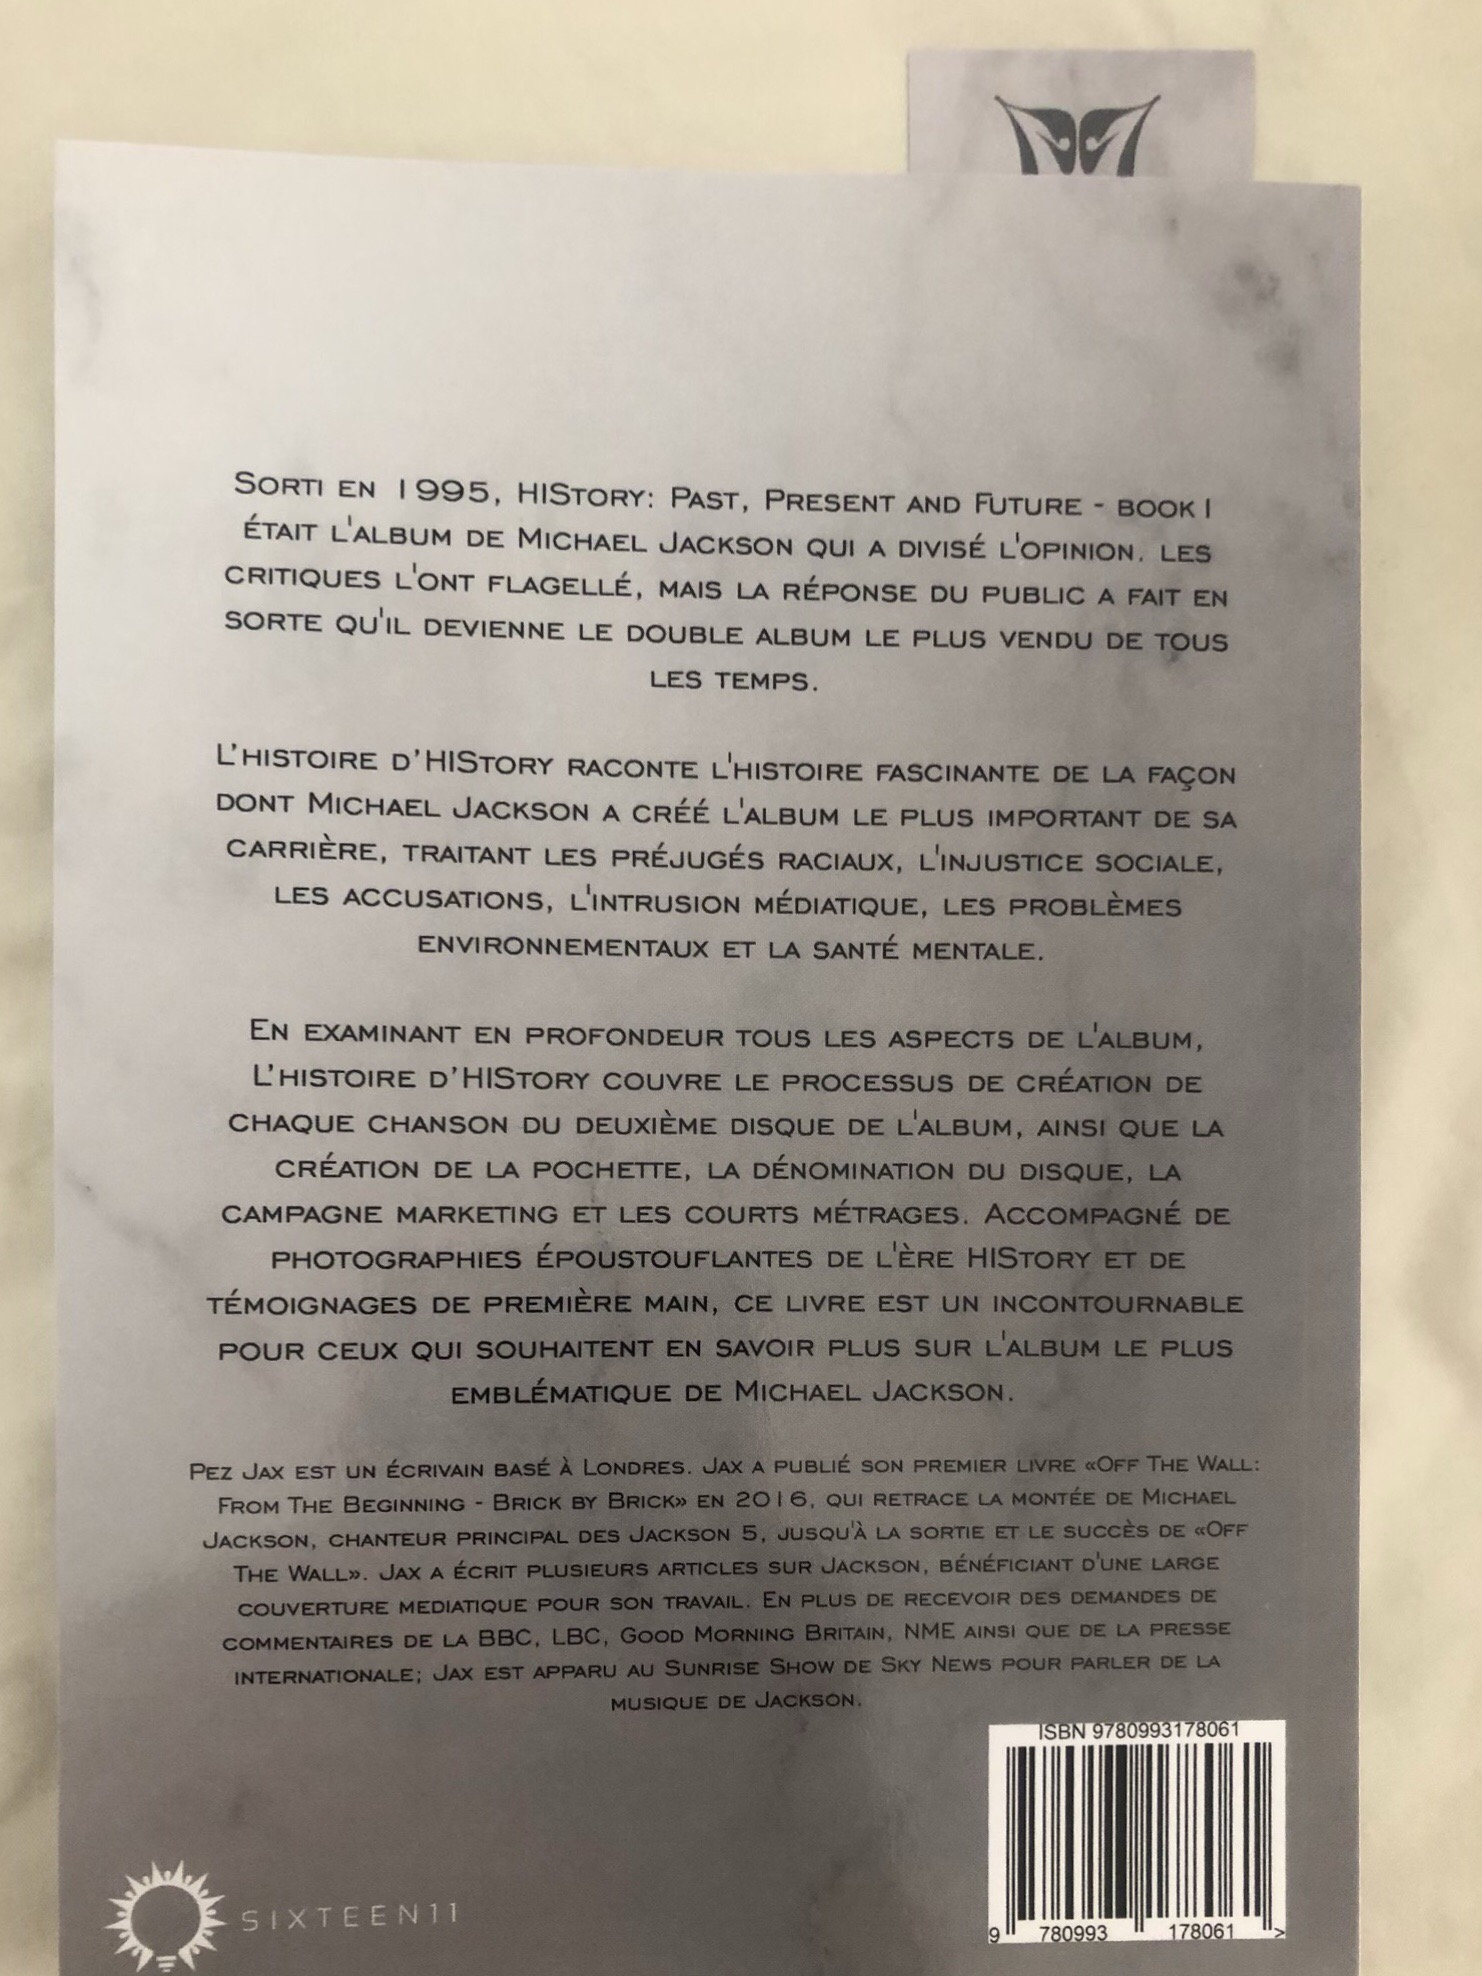 Sorti en 1995, HIStory: Past, Present and Future - book I
était l'album de Michael Jackson qui a divisé l'opinion. les
critiques l'ont flagellé, mais la réponse du public a fait en
sorte qu'il devienne le double album le plus vendu de tous
les temps.
L'histoire d'HIStory raconte l'histoire fascinante de la façon
dont Michael Jackson a créé l'album le plus important de sa
carrière, traitant les préjugés raciaux, l'injustice sociale,
les accusations, l'intrusion médiatique, les problèmes
environnementaux et la santé mentale.
En examinant en profondeur tous les aspects de l'album,
L'histoire d'HIStory couvre le processus de création de
chaque chanson du deuxième disque de l'album, ainsi que la
création de la pochette, la dénomination du disque, la
campagne marketing et les courts métrages. Accompagné de
photographies époustouflantes de l'ère HIStory et de
témoignages de première main, ce livre est un incontournable
pour ceux qui souhaitent en savoir plus sur l'album le plus
emblématique de Michael Jackson.
Pez Jax est un écrivain basé à Londres. Jax a publié son premier livre «Off The Wall:
From The Beginning - Brick by Brick» en 2016, qui retrace la montée de Michael
Jackson, chanteur principal des Jackson 5, jusqu'à la sortie et le succès de «Off
The Wall». Jax a écrit plusieurs articles sur Jackson, bénéficiant d'une large
couverture mediatique pour son travail. En plus de recevoir des demandes de
commentaires de la BBC, LBC, Good Morning Britain, NME ainsi que de la presse
internationale; Jax est apparu au Sunrise Show de Sky News pour parler de la
musique de Jackson.
ISBN 9780993178061
9 780993 178061 >
SIXTEEN11